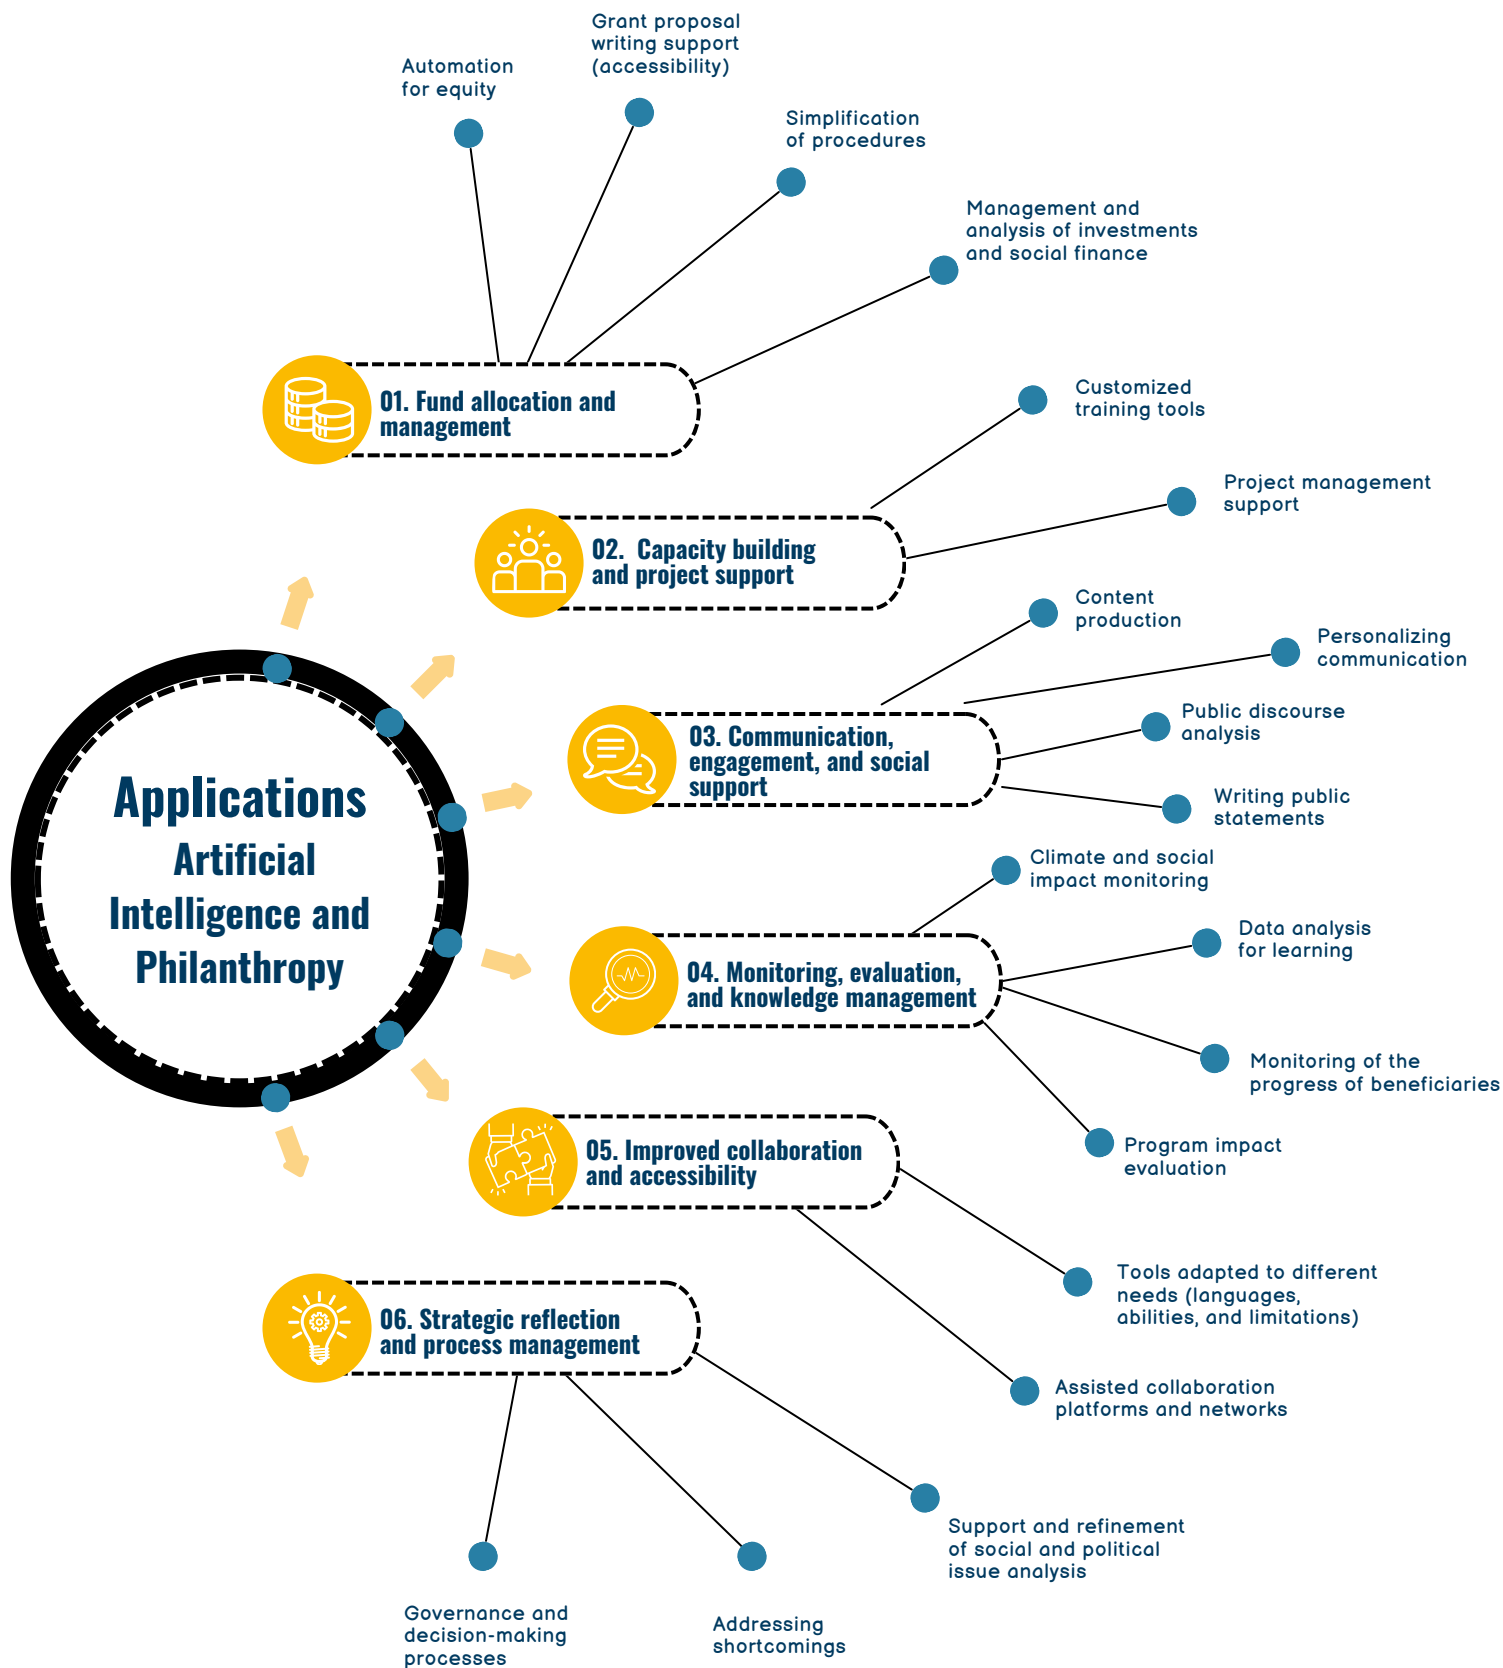 Applications
Artificial
Intelligence and
Philanthropy
01. Fund allocation and
management
Automation
for equity
Grant proposal
writing support
(accessibility)
Simplification
of procedures
Management and
analysis of investments
and social finance
02. Capacity building
and project support
Customized
training tools
Project management
support
03. Communication,
engagement, and social
support
Content
production
Personalizing
communication
Public discourse
analysis
Writing public
statements
04. Monitoring, evaluation,
and knowledge management
Climate and social
impact monitoring
Data analysis
for learning
Monitoring of the
progress of beneficiaries
Program impact
evaluation
05. Improved collaboration
and accessibility
Tools adapted to different
needs (languages,
abilities, and limitations)
Assisted collaboration
platforms and networks
06. Strategic reflection
and process management
Support and refinement
of social and political
issue analysis
Addressing
shortcomings
Governance and
decision-making
processes